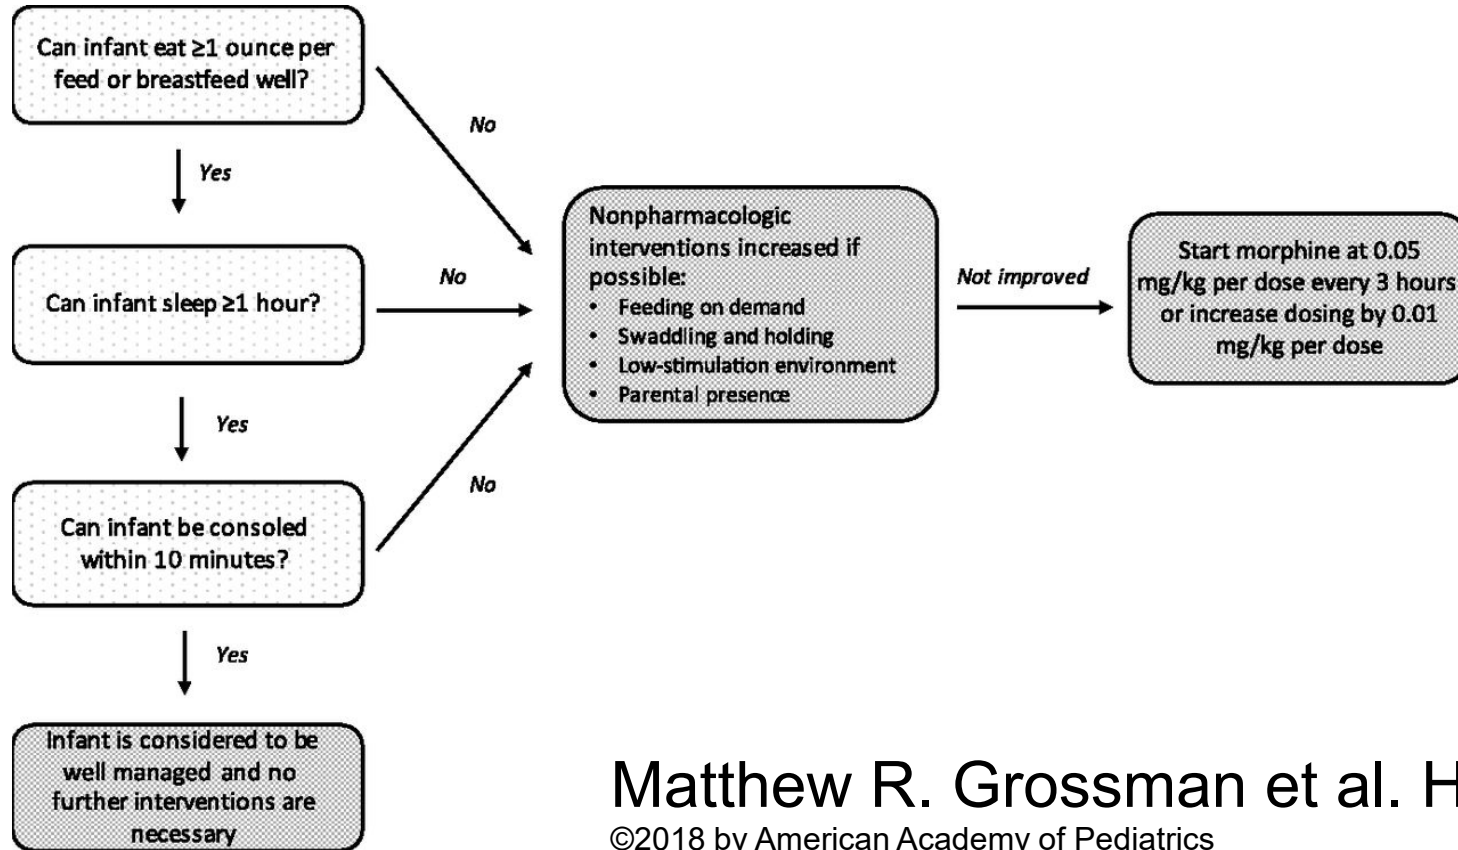 Can infant eat ≥1 ounce per
feed or breastfeed well?
No
Yes
Can infant sleep ≥1 hour?
No
Yes
Can infant be consoled
within 10 minutes?
No
Yes
Infant is considered to be
well managed and no
further interventions are
necessary
Nonpharmacologic
interventions increased if
possible:
• Feeding on demand
• Swaddling and holding
• Low-stimulation environment
• Parental presence
Not improved
Start morphine at 0.05
mg/kg per dose every 3 hours
or increase dosing by 0.01
mg/kg per dose
Matthew R. Grossman et al. H
©2018 by American Academy of Pediatrics